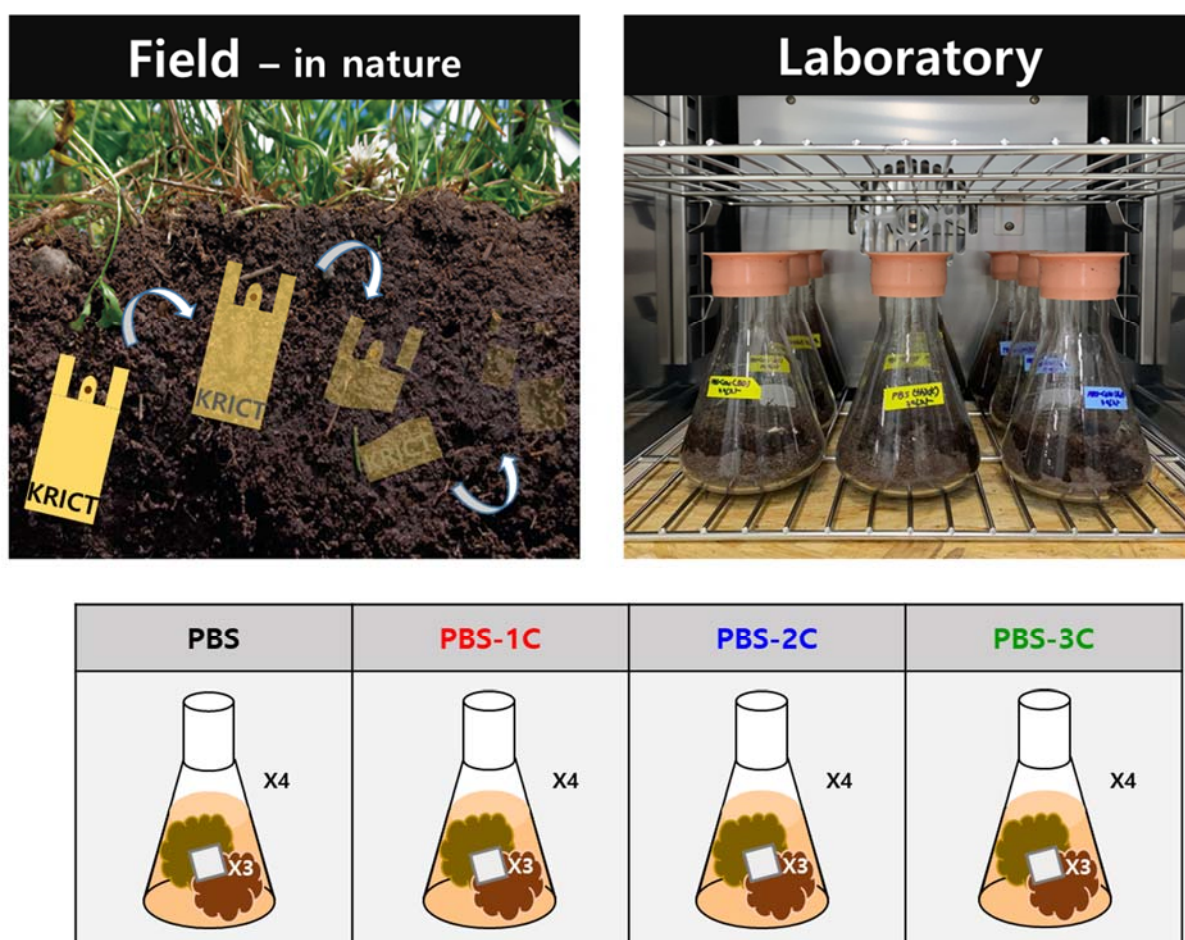 Field – in nature
Laboratory
KRICT
KRICT
KRICT
PBS
PBS
PBS-1C
PBS-2C
PBS-3C
X4
X4
X4
X4
X3
X3
X3
X3